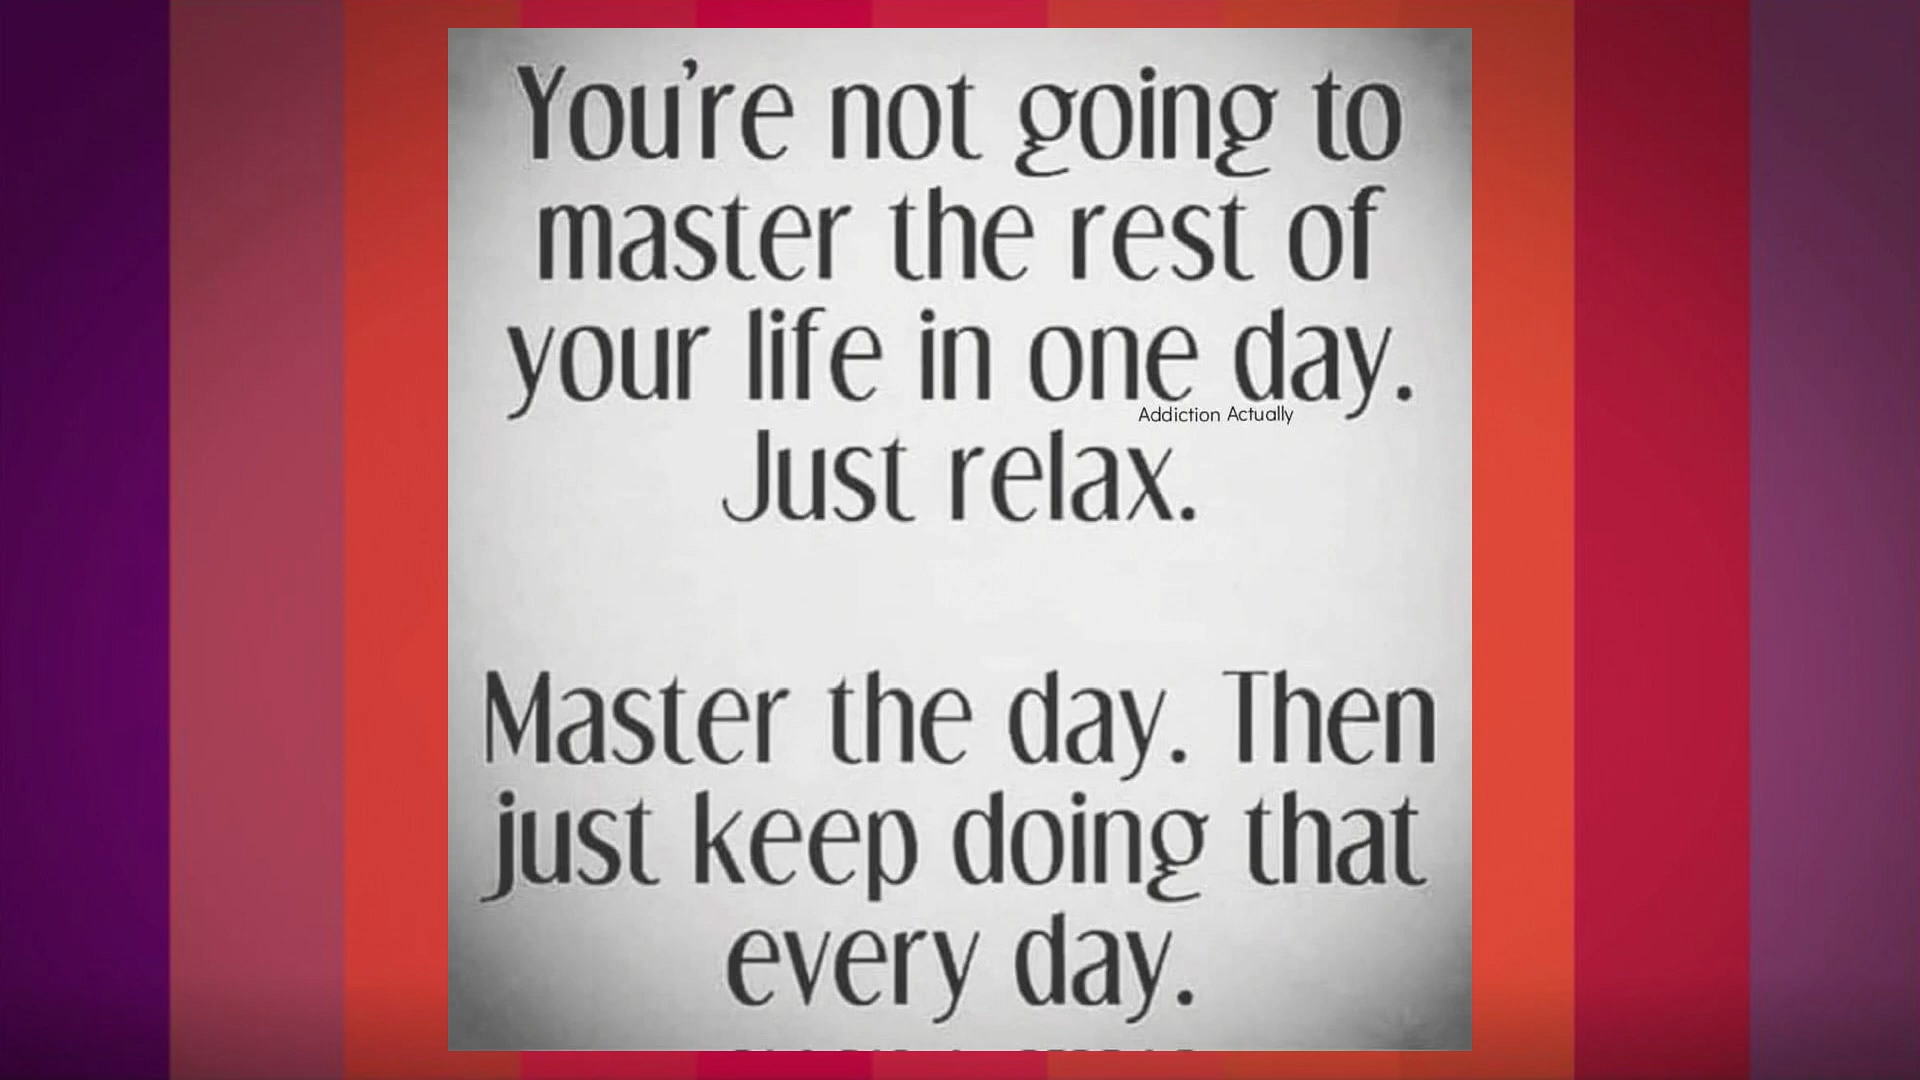 You're not going to
master the rest of
your life in one day.
Addiction Actually
Just relax.
Master the day. Then
just keep doing that
every day.